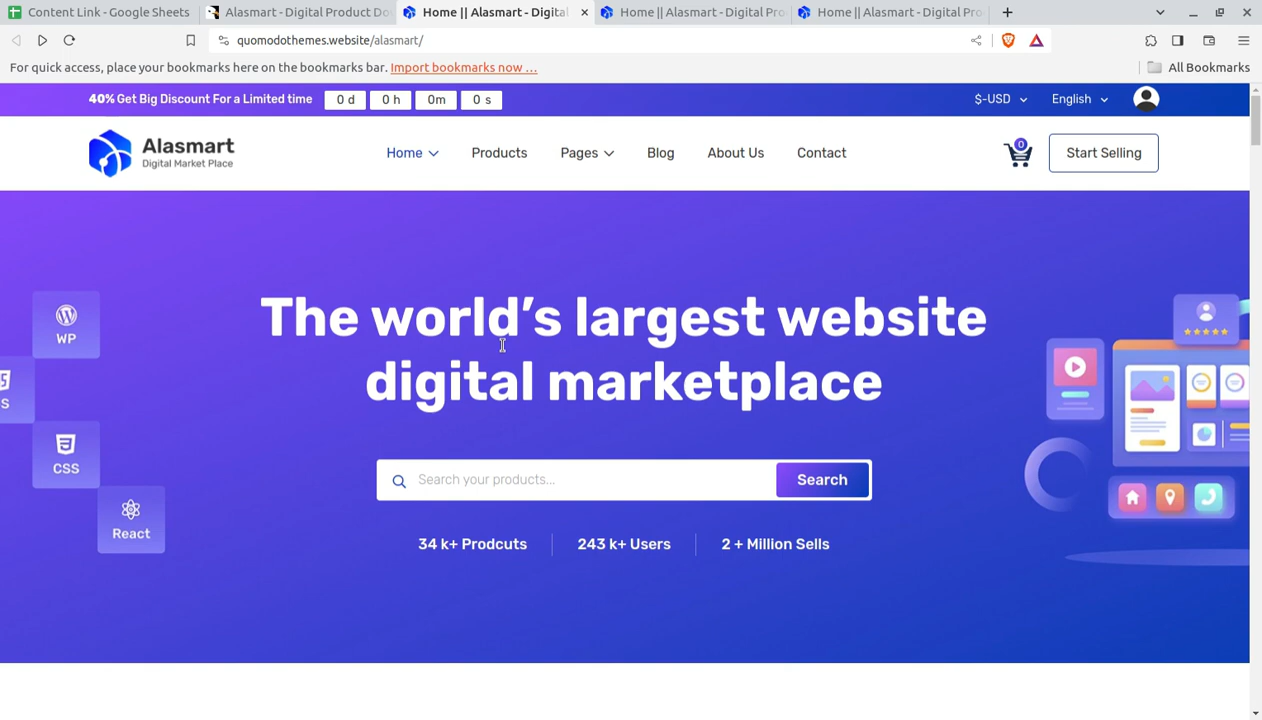 Content Link - Google Sheets
Alasmart - Digital Product Do
Home || Alasmart - Digital
Home || Alasmart - Digital Pro
Home || Alasmart - Digital Pro
quomodothemes.website/alasmart/
For quick access, place your bookmarks here on the bookmarks bar. Import bookmarks now ...
All Bookmarks
40% Get Big Discount For a Limited time
0 d
0 h
0m
0 s
$-USD
English
Alasmart
Digital Market Place
Home
Products
Pages
Blog
About Us
Contact
0
Start Selling
The world’s largest website
digital marketplace
WP
S
CSS
React
Search your products...
Search
34 k+ Prodcuts
243 k+ Users
2 + Million Sells